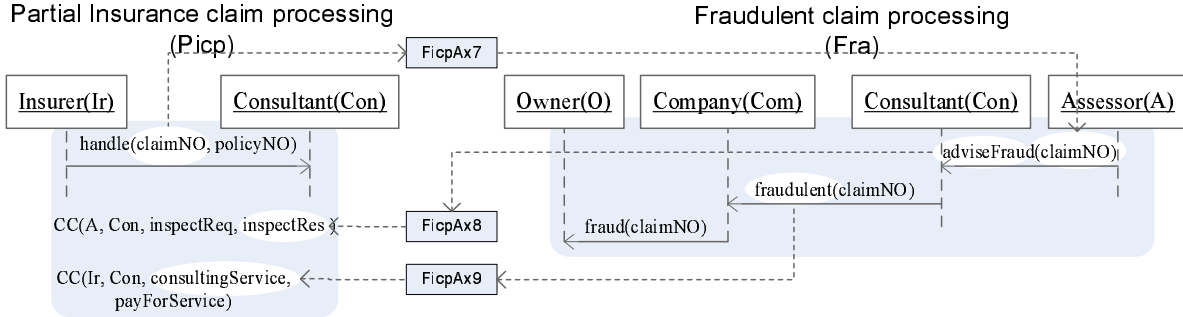 Partial Insurance claim processing
(Picp)
Fraudulent claim processing
(Fra)
FicpAx7
Insurer(Ir)
Consultant(Con)
Owner(O)
Company(Com)
Consultant(Con)
Assessor(A)
handle(claimNO, policyNO)
adviseFraud(claimNO)
fraudulent(claimNO)
CC(A, Con, inspectReq, inspectRes )
FicpAx8
fraud(claimNO)
CC(Ir, Con, consultingService,
payForService)
FicpAx9